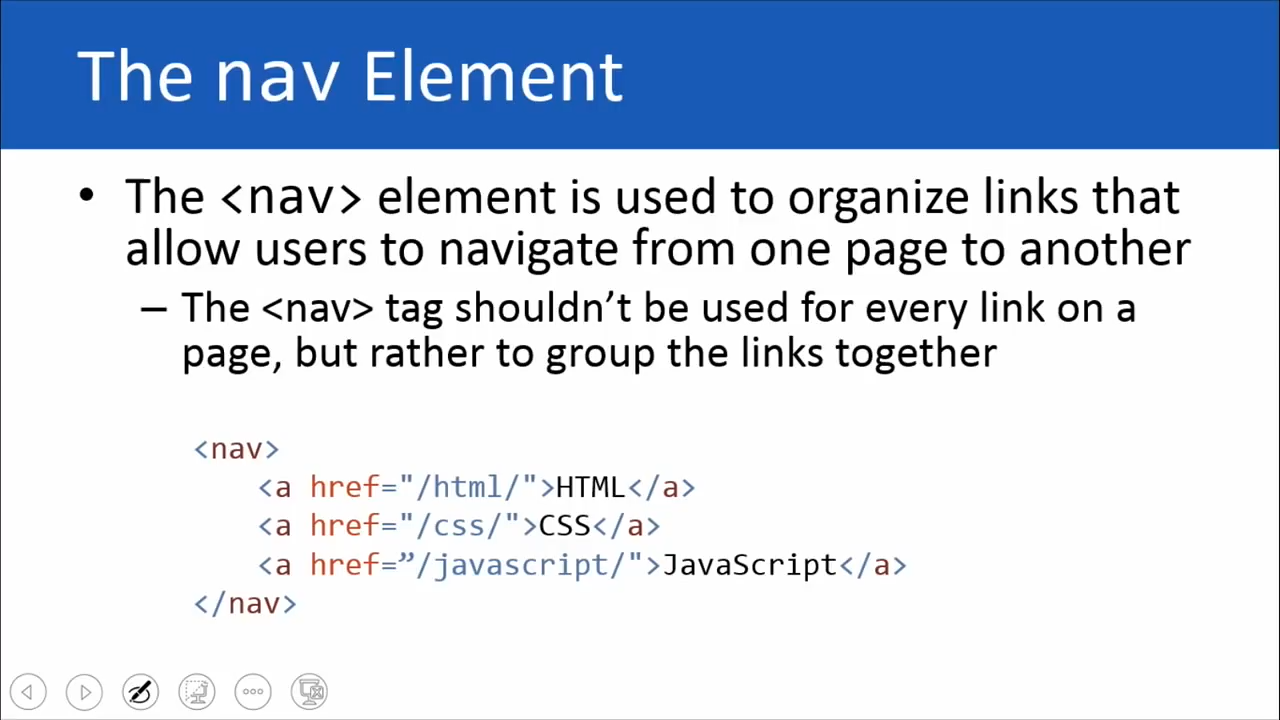 The nav Element
• The <nav> element is used to organize links that
allow users to navigate from one page to another
– The <nav> tag shouldn’t be used for every link on a
page, but rather to group the links together
<nav>
<a href="/html/">HTML</a>
<a href="/css/">CSS</a>
<a href=”/javascript/">JavaScript</a>
</nav>